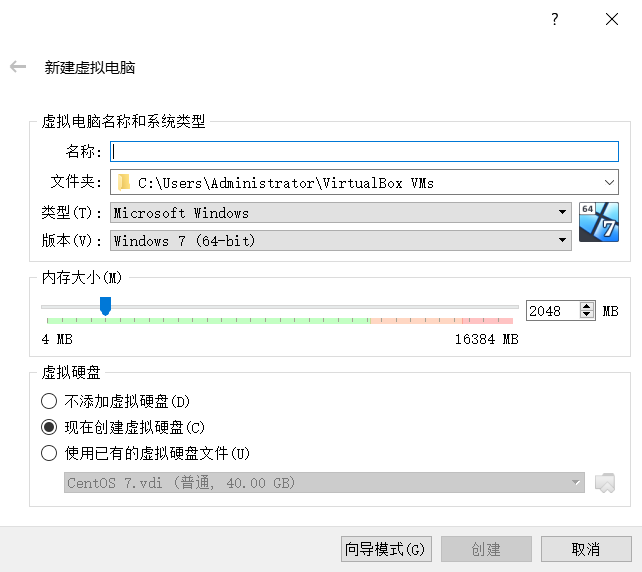 ?
新建虚拟电脑
虚拟电脑名称和系统类型
名称:
文件夹: C:\Users\Administrator\VirtualBox VMs
类型(T): Microsoft Windows
64
7
版本(V): Windows 7 (64-bit)
内存大小(M)
2048 MB
4 MB 16384 MB
虚拟硬盘
不添加虚拟硬盘(D)
现在创建虚拟硬盘(C)
使用已有的虚拟硬盘文件(U)
CentOS 7.vdi (普通, 40.00 GB)
向导模式(G) 创建 取消